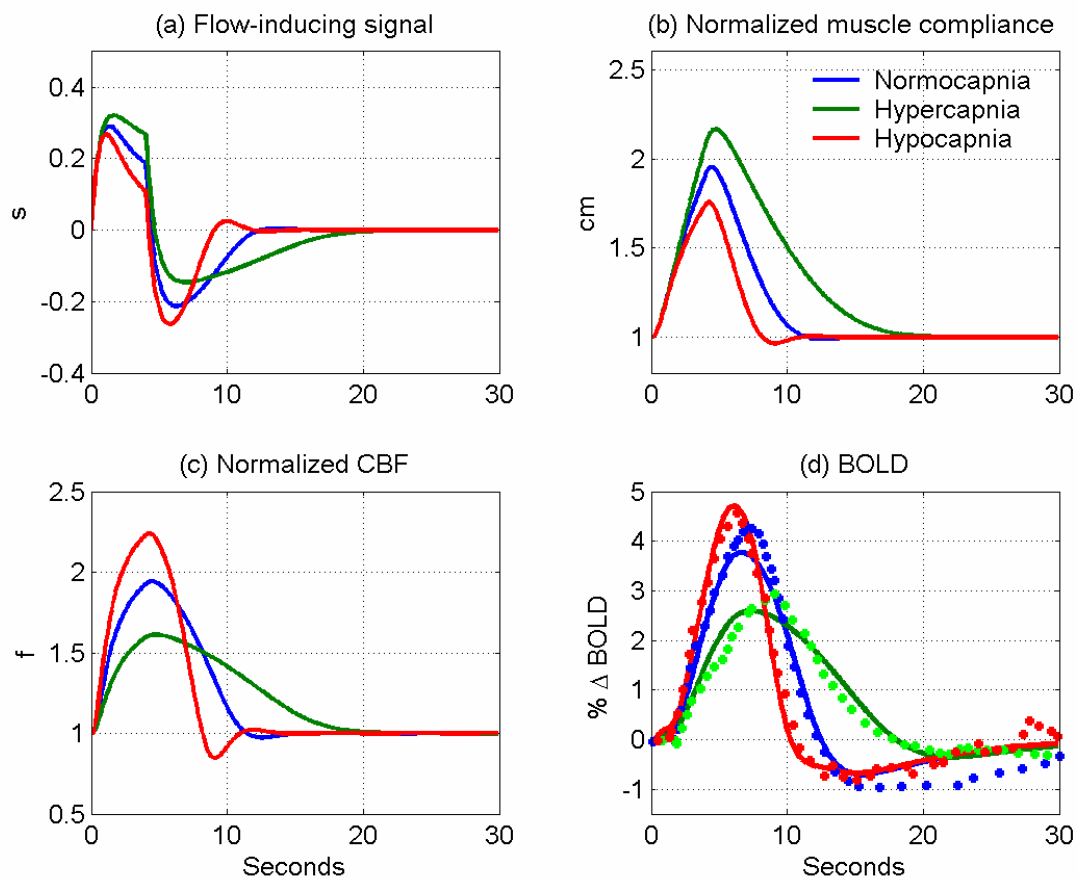 (a) Flow-inducing signal
(b) Normalized muscle compliance
0.4
0.2
0
-0.2
-0.4
s
0
10
20
30
2.5
2
1.5
1
cm
0
10
20
30
Normocapnia
Hypercapnia
Hypocapnia
(c) Normalized CBF
(d) BOLD
2.5
2
1.5
1
0.5
f
0
10
20
30
Seconds
5
4
3
2
1
0
-1
% Δ BOLD
0
10
20
30
Seconds